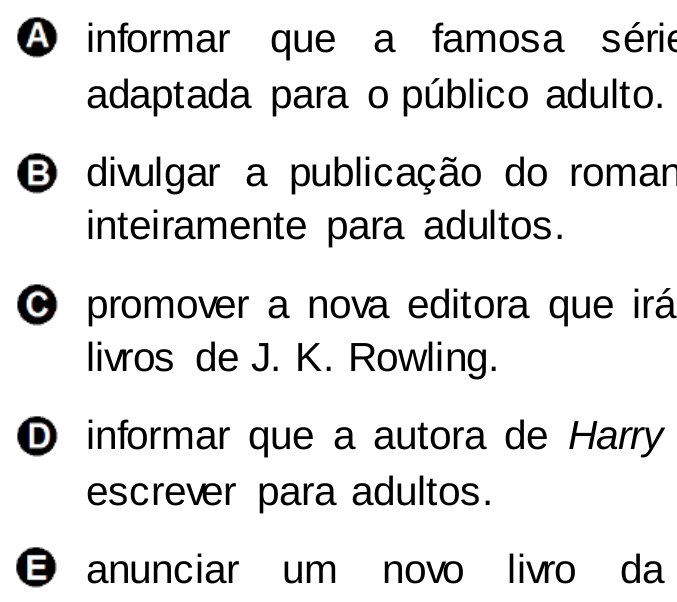 A informar que a famosa série
adaptada para o público adulto.
B divulgar a publicação do roman
inteiramente para adultos.
C promover a nova editora que irá
livros de J. K. Rowling.
D informar que a autora de Harry
escrever para adultos.
E anunciar um novo livro da